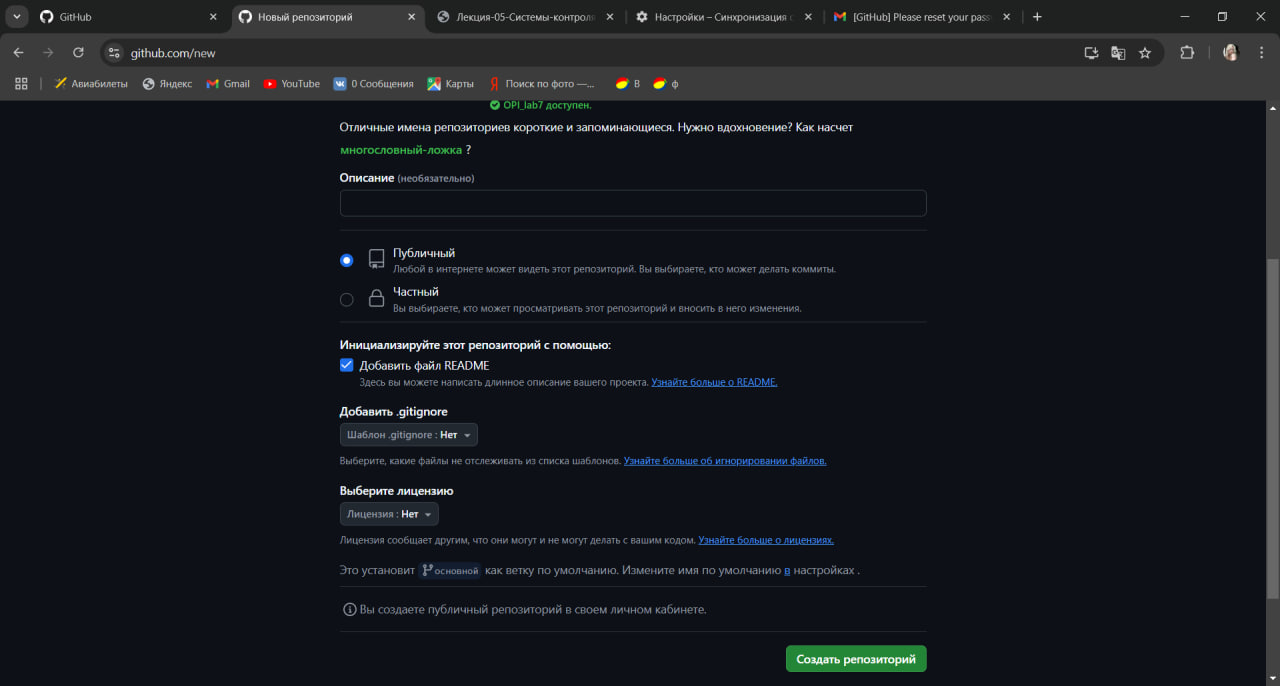 GitHub
Новый репозиторий
Лекция-05-Системы-контрол
Настройки – Синхронизация
[GitHub] Please reset your pas
github.com/new
Авиабилеты
Яндекс
Gmail
YouTube
0 Сообщения
Карты
Поиск по фото —...
В
ф
OPI_lab7 доступен.
Отличные имена репозиториев короткие и запоминающиеся. Нужно вдохновение? Как насчет
многословный-ложка ?
Описание (необязательно)
Публичный
Любой в интернете может видеть этот репозиторий. Вы выбираете, кто может делать коммиты.
Частный
Вы выбираете, кто может просматривать этот репозиторий и вносить в него изменения.
Инициализируйте этот репозиторий с помощью:
Добавить файл README
Здесь вы можете написать длинное описание вашего проекта. Узнайте больше о README.
Добавить .gitignore
Шаблон .gitignore : Нет
Выберите, какие файлы не отслеживать из списка шаблонов. Узнайте больше об игнорировании файлов.
Выберите лицензию
Лицензия : Нет
Лицензия сообщает другим, что они могут и не могут делать с вашим кодом. Узнайте больше о лицензиях.
Это установит основной как ветку по умолчанию. Измените имя по умолчанию в настройках .
Вы создаете публичный репозиторий в своем личном кабинете.
Создать репозиторий